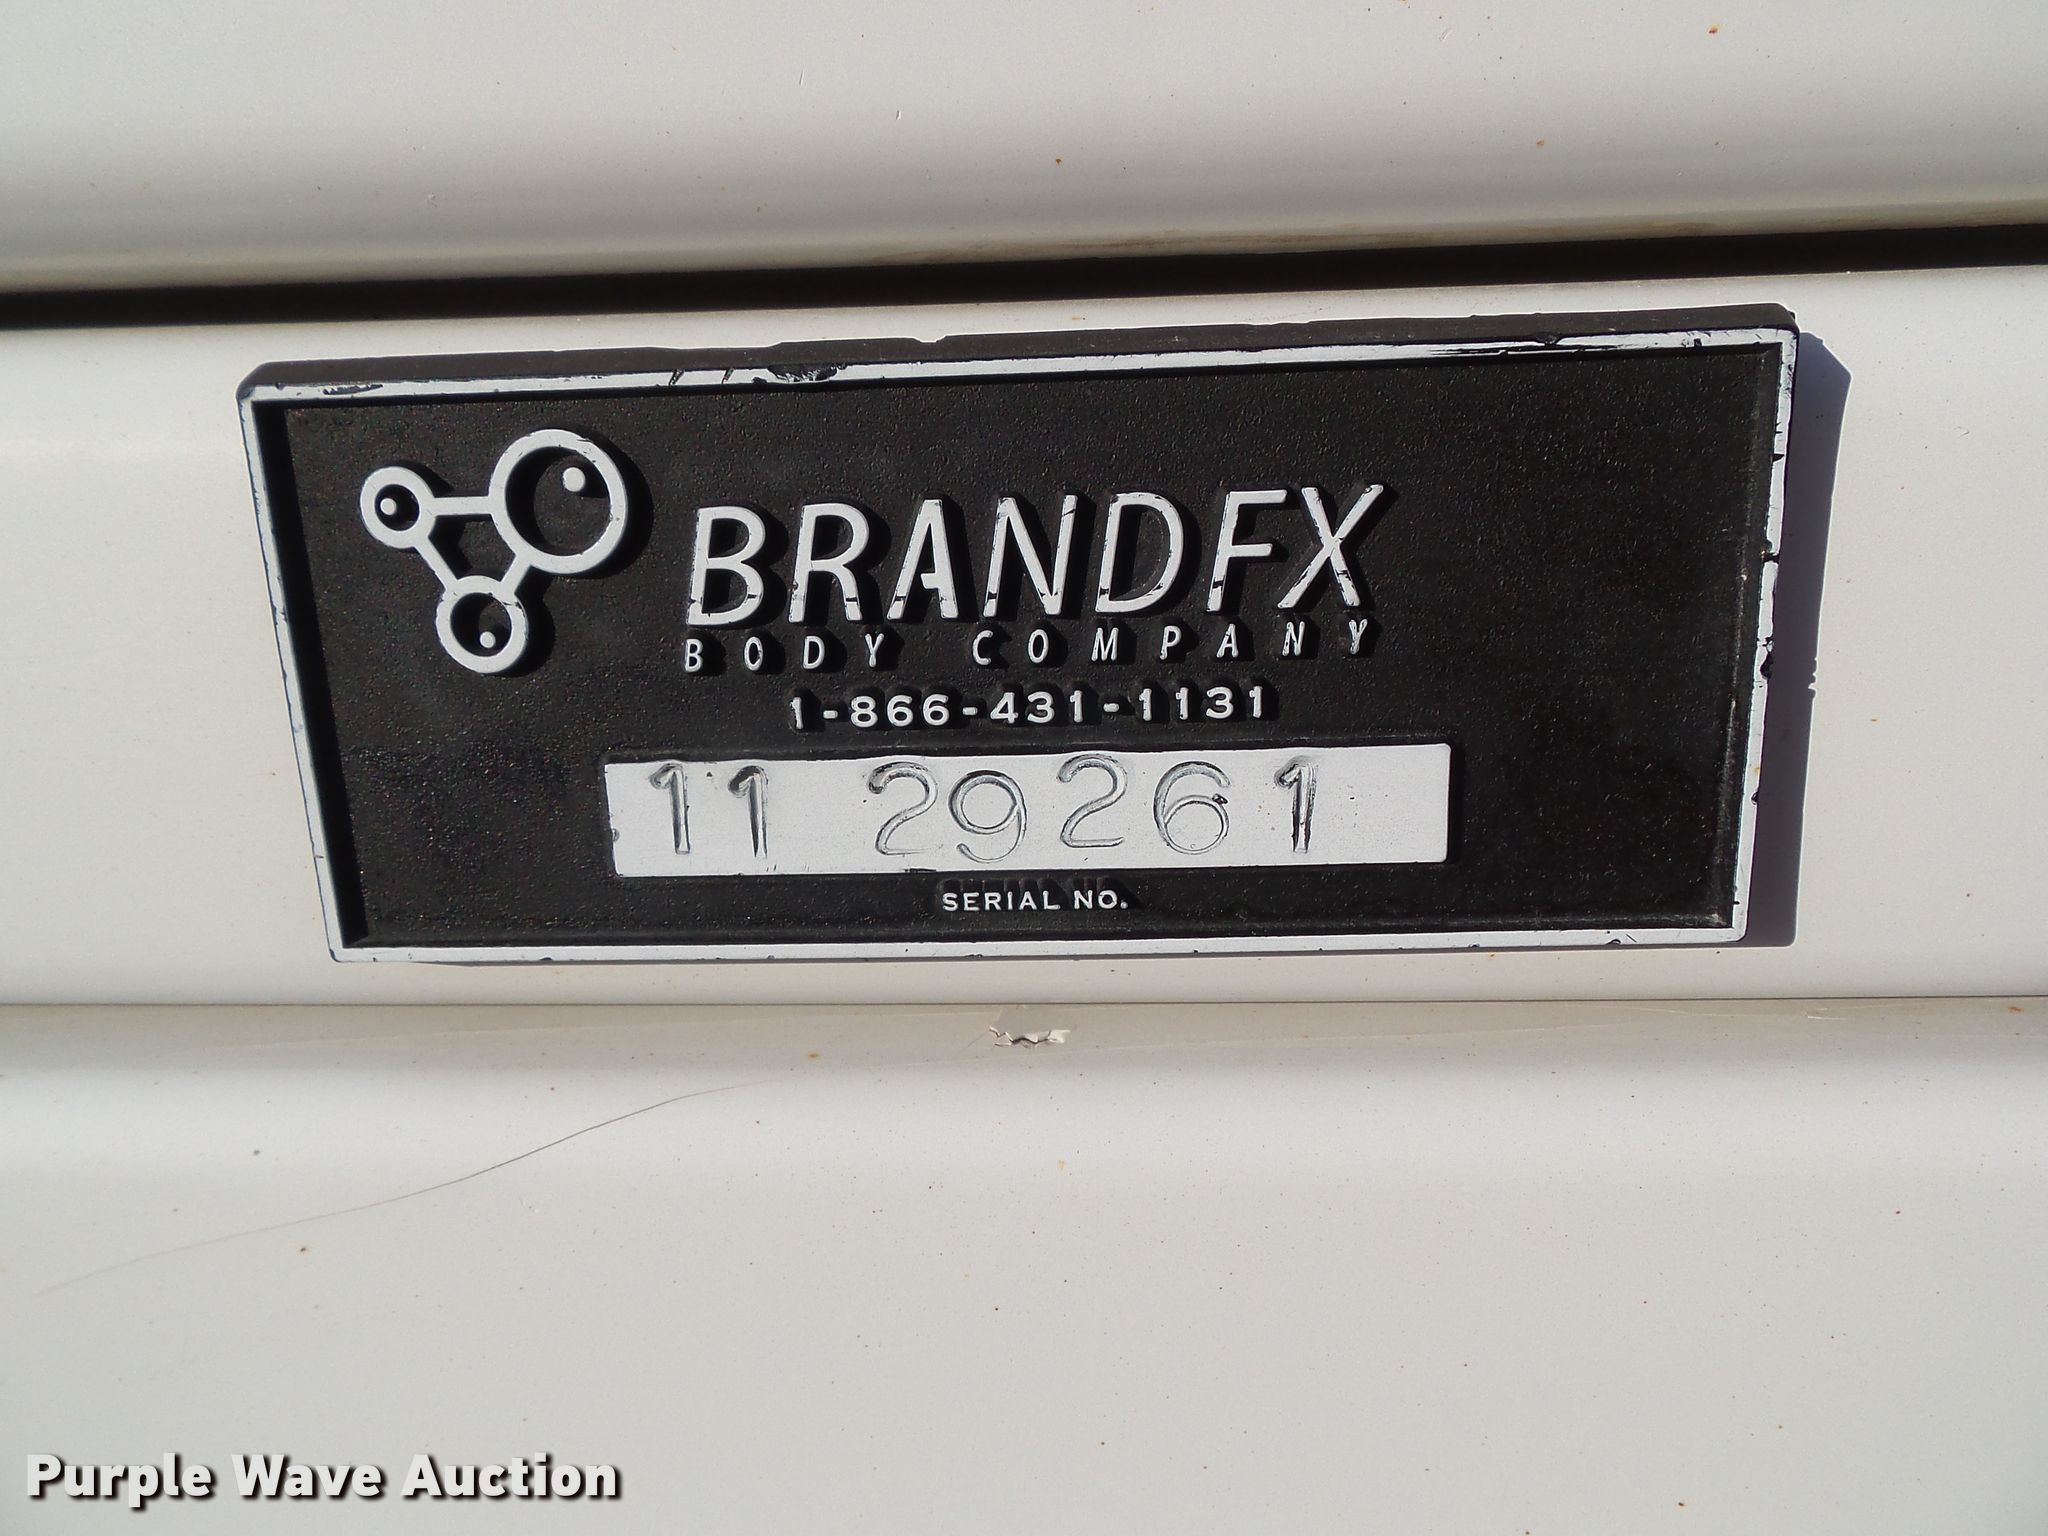 BRANDFX
BODY COMPANY
1-866-431-1131
11 29261
SERIAL NO.
Purple Wave Auction